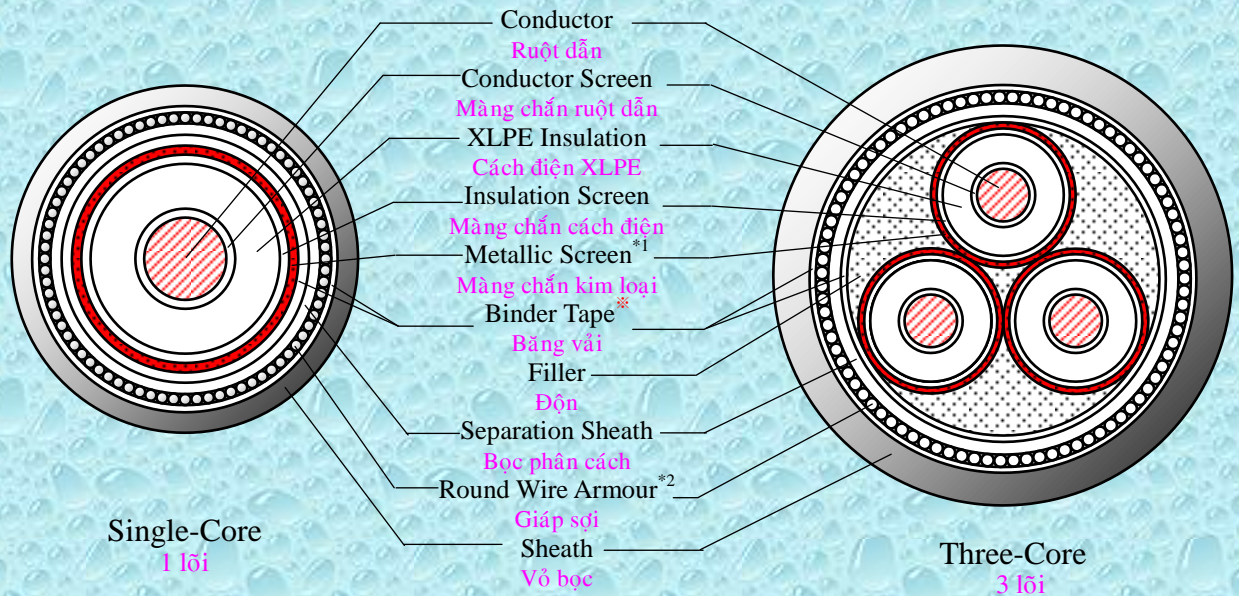 Conductor
Ruột dẫn
Conductor Screen
Màng chắn ruột dẫn
XLPE Insulation
Cách điện XLPE
Insulation Screen
Màng chắn cách điện
Metallic Screen*1
Màng chắn kim loại
Binder Tape※
Băng vải
Filler
Độn
Separation Sheath
Bọc phân cách
Round Wire Armour*2
Giáp sợi
Sheath
Vỏ bọc
Single-Core
1 lõi
Three-Core
3 lõi